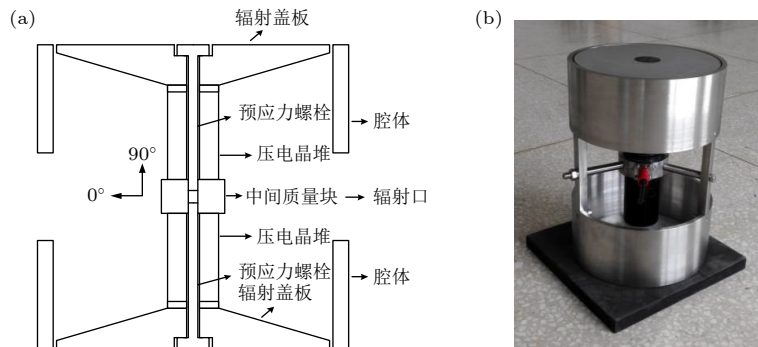 (a)
辐射盖板
(b)
预应力螺栓
腔体
90°
压电晶堆
0°
中间质量块
辐射口
压电晶堆
预应力螺栓
腔体
辐射盖板